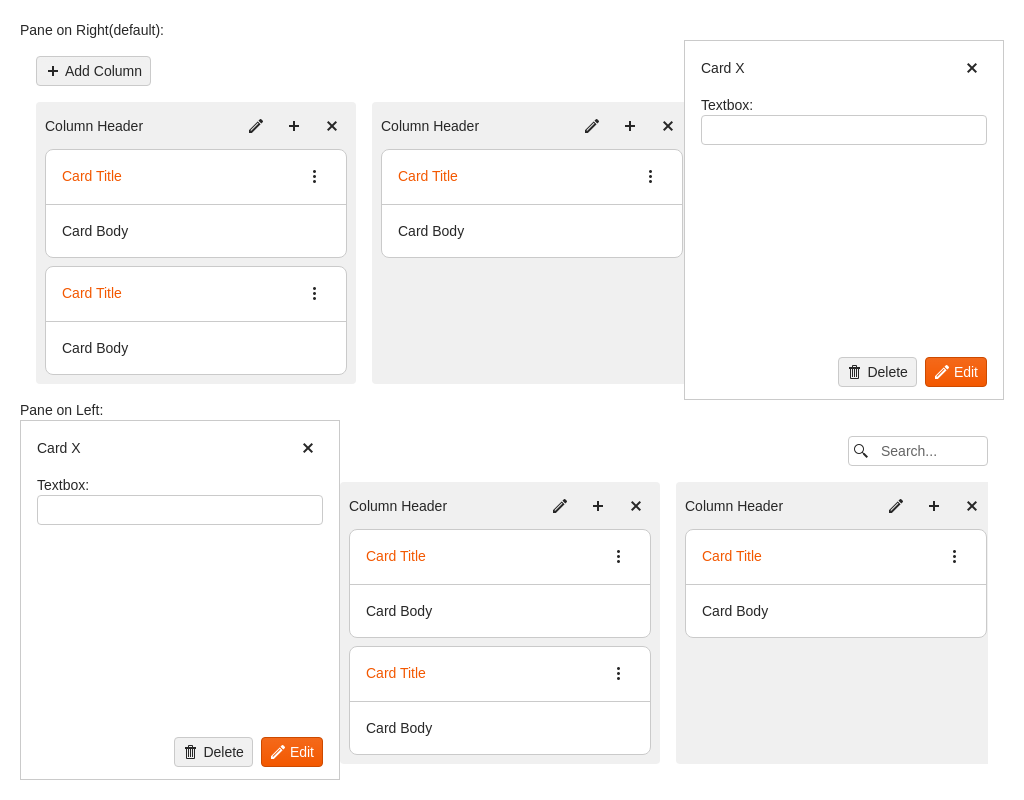 Pane on Right(default):
Add Column
Card X
Textbox:
Column Header
Column Header
Card Title
Card Title
Card Body
Card Body
Card Title
Card Body
Delete
Edit
Pane on Left:
Card X
Search...
Textbox:
Column Header
Column Header
Card Title
Card Title
Card Body
Card Body
Card Title
Card Body
Delete
Edit